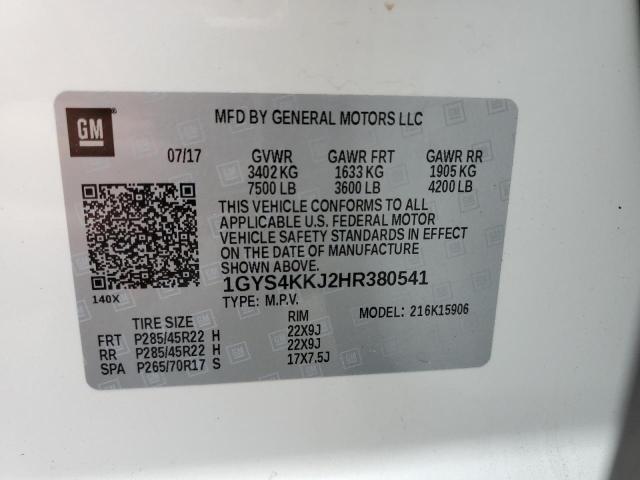 GM
MFD BY GENERAL MOTORS LLC
07/17 GVWR GAWR FRT GAWR RR
3402 KG 1633 KG 1905 KG
7500 LB 3600 LB 4200 LB
THIS VEHICLE CONFORMS TO ALL
APPLICABLE U.S. FEDERAL MOTOR
VEHICLE SAFETY STANDARDS IN EFFECT
ON THE DATE OF MANUFACTURE
SHOWN ABOVE.
140X
1GYS4KKJ2HR380541
TYPE: M.P.V. MODEL: 216K15906
TIRE SIZE RIM
FRT P285/45R22 H 22X9J
RR P285/45R22 H 22X9J
SPA P265/70R17 S 17X7.5J